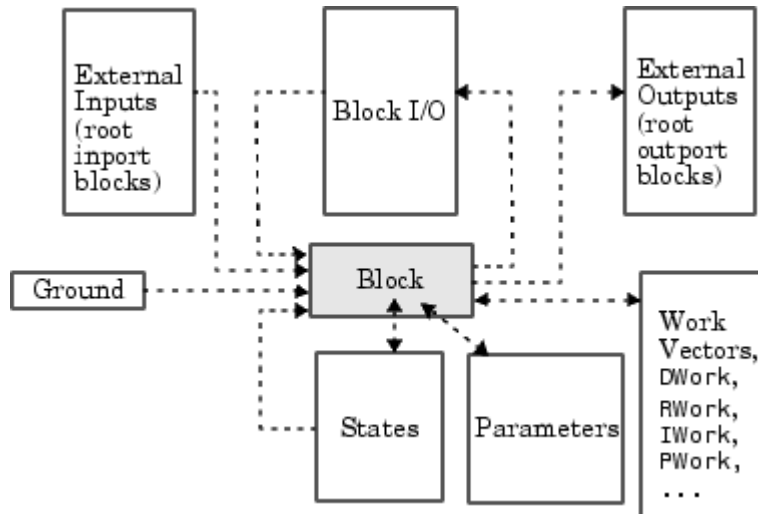 External
Inputs
(root
inport
blocks)
Block I/O
External
Outputs
(root
outport
blocks)
Ground
Block
States
Parameters
Work
Vectors,
DWork,
RWork,
IWork,
PWork,
...